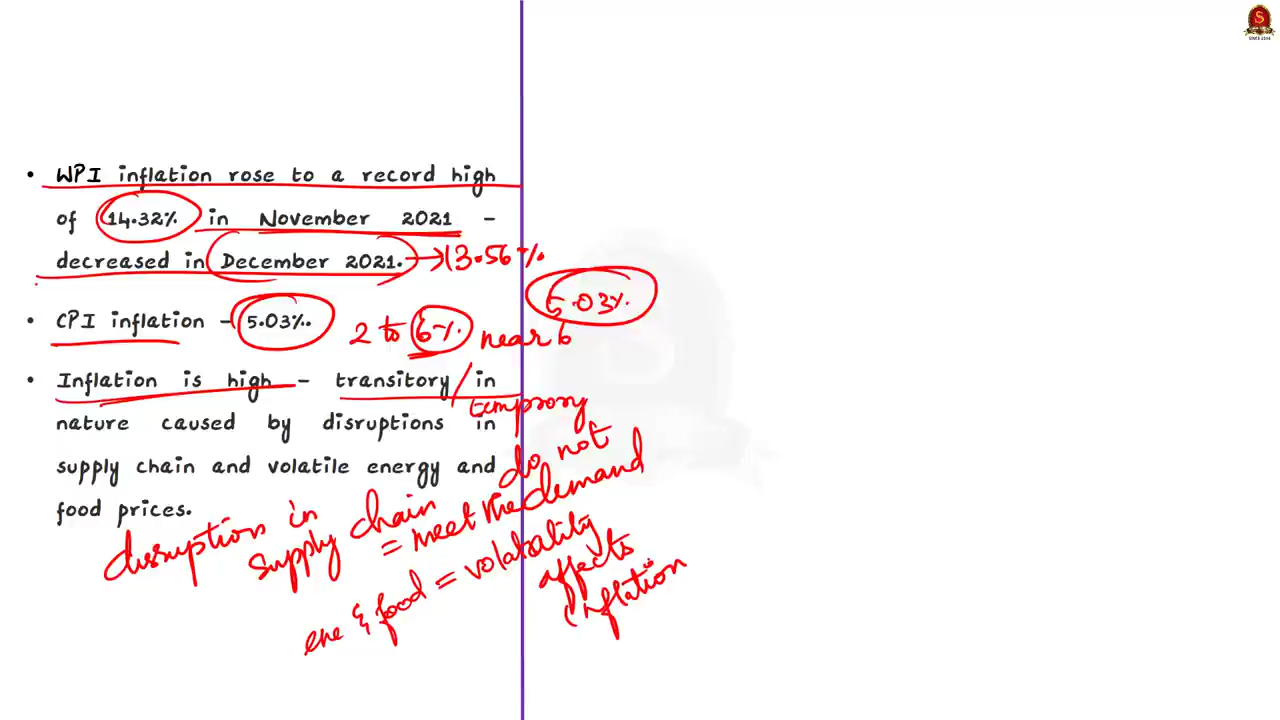 • WPI inflation rose to a record high
of 14.32% in November 2021 -
decreased in December 2021. → 13.56%
5.03%.
• CPI inflation - 5.03%. 2 to 6%. near 6
• Inflation is high - transitory / in
temprory
nature caused by disruptions in
supply chain and volatile energy and
food prices.
disruption in
supply chain do not
= meet the demand
ene & food = volatality
affects
inflation
S